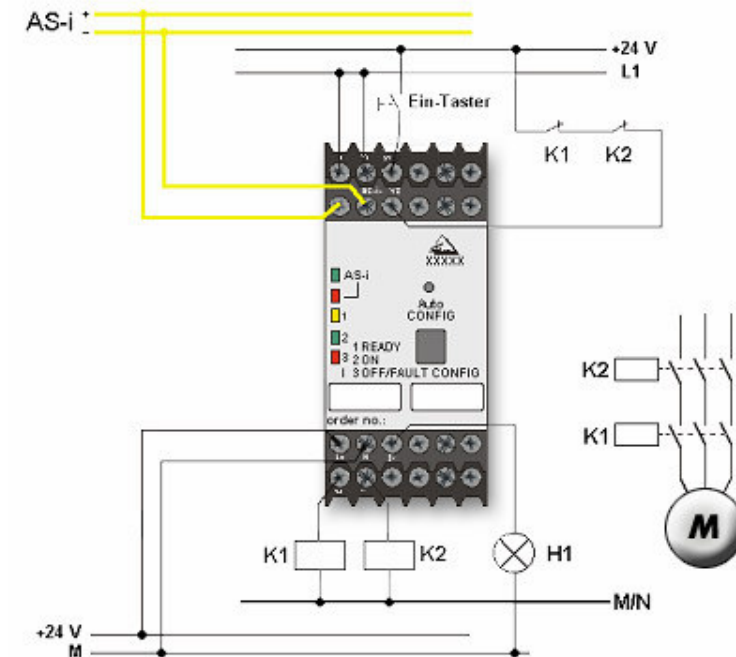 AS-i +
−
+24 V
L1
Ein-Taster
K1 K2
XXXXX
AS-i
Auto
CONFIG
1
2
3
1 READY
2 ON
I 3 OFF/FAULT CONFIG
order no.:
K2
K1
M
K1 K2 H1
M/N
+24 V
M